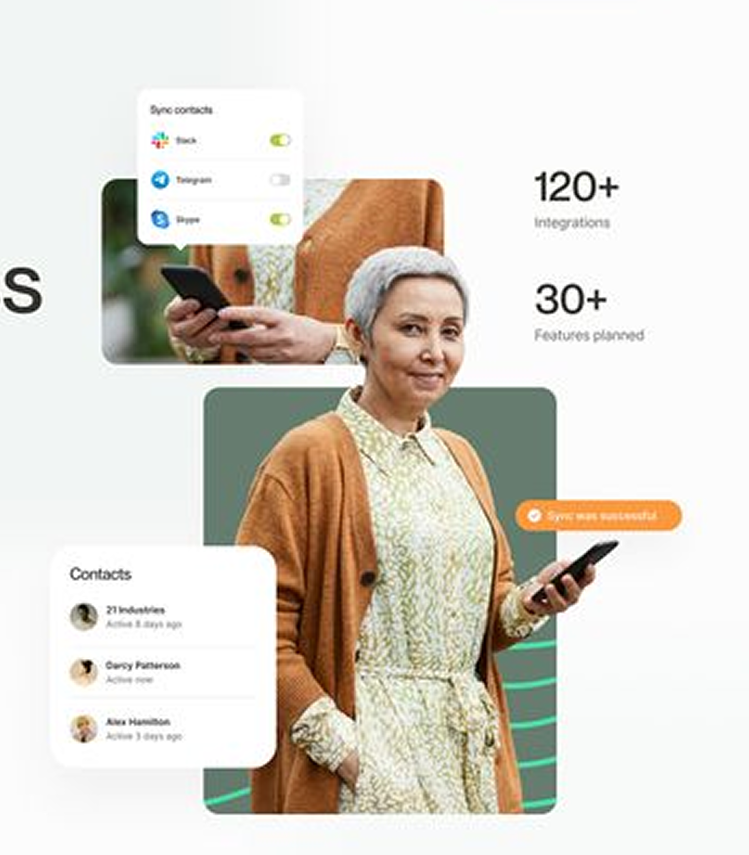 Sync contacts
Slack
Telegram
Skype
120+
Integrations
s
30+
Features planned
Sync was successful
Contacts
21 Industries
Active 8 days ago
Darcy Patterson
Active now
Alex Hamilton
Active 3 days ago